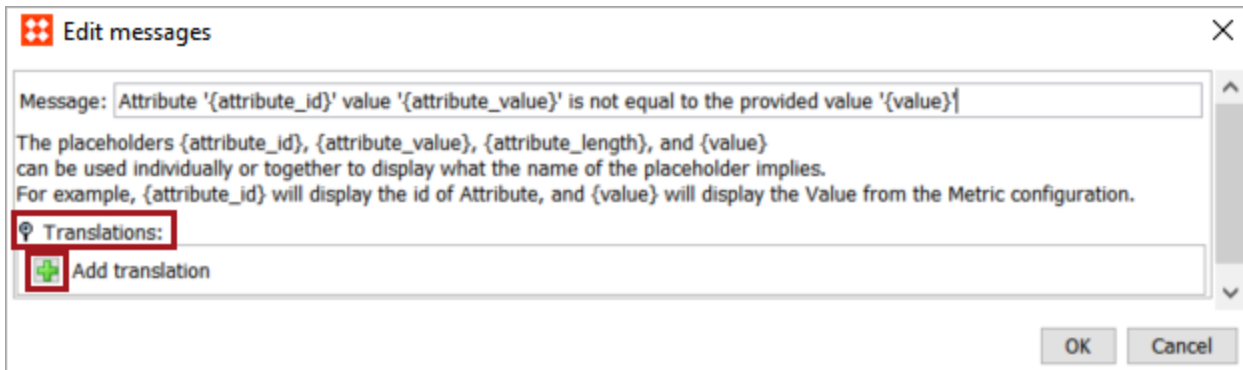 Edit messages
Message: Attribute '{attribute_id}' value '{attribute_value}' is not equal to the provided value '{value}'
The placeholders {attribute_id}, {attribute_value}, {attribute_length}, and {value}
can be used individually or together to display what the name of the placeholder implies.
For example, {attribute_id} will display the id of Attribute, and {value} will display the Value from the Metric configuration.
Translations:
Add translation
OK Cancel